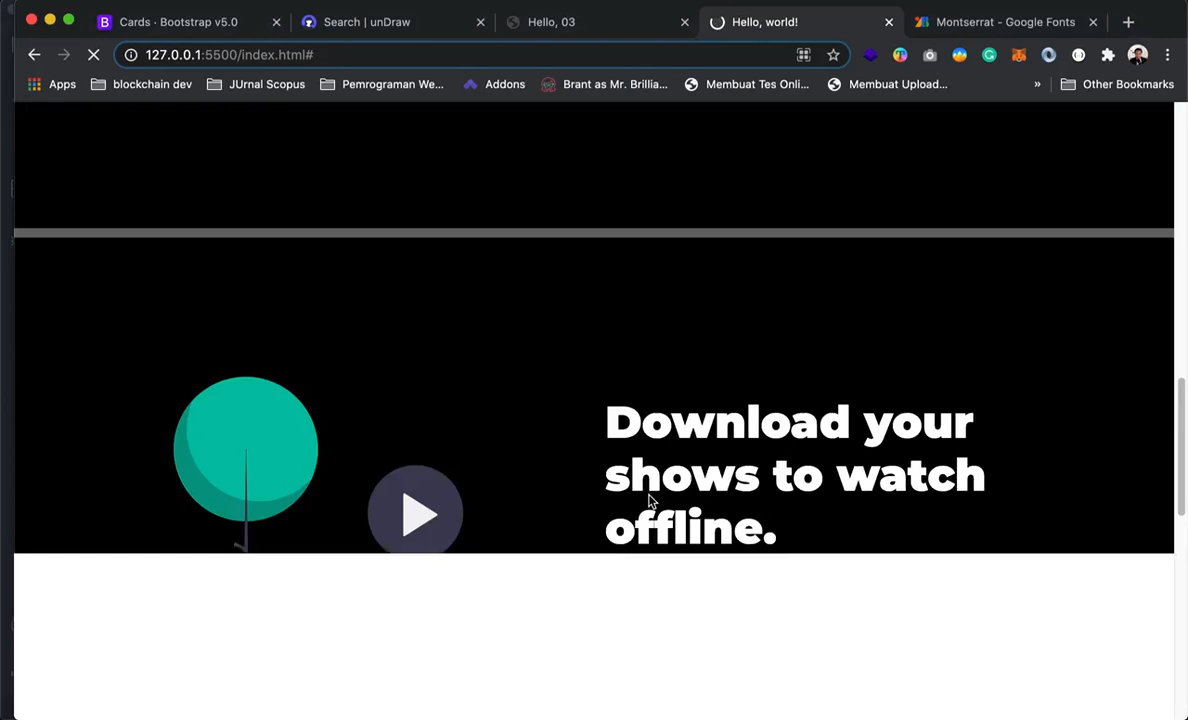 Cards · Bootstrap v5.0
Search | unDraw
Hello, 03
Hello, world!
Montserrat - Google Fonts
127.0.0.1:5500/index.html#
Apps
blockchain dev
JUrnal Scopus
Pemrograman We...
Addons
Brant as Mr. Brillia...
Membuat Tes Onli...
Membuat Upload...
»
Other Bookmarks
Download your
shows to watch
offline.